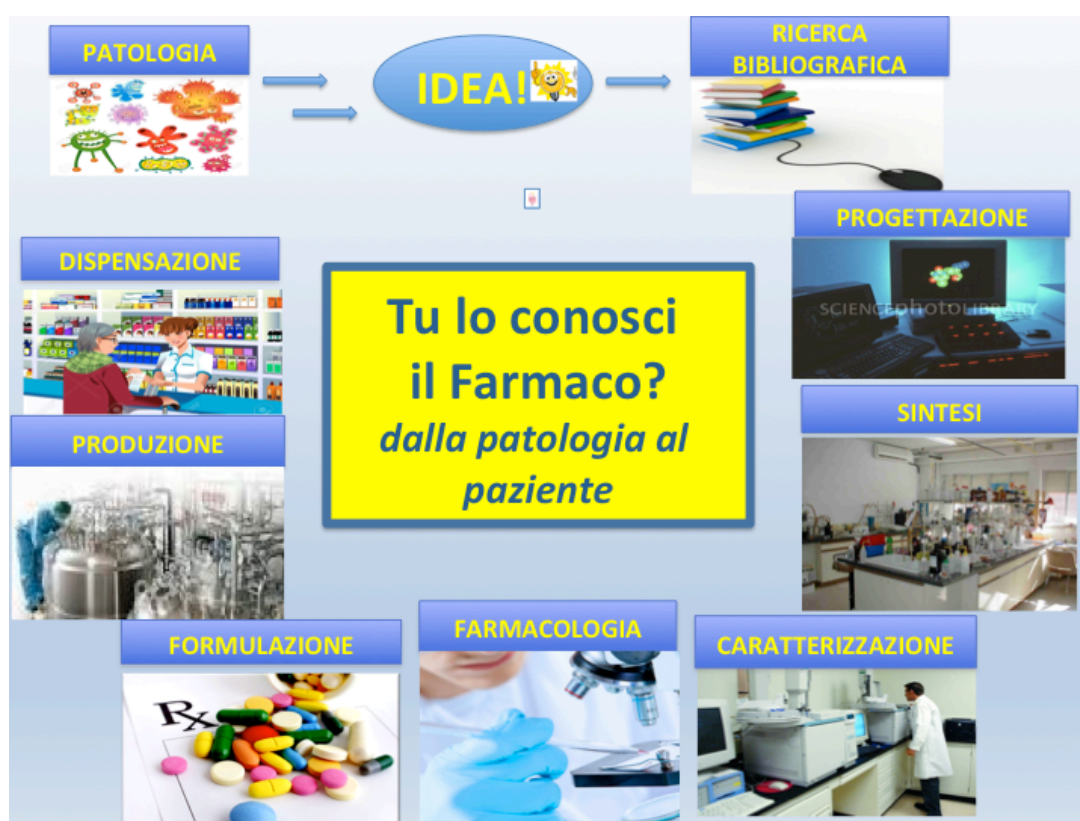 PATOLOGIA
IDEA!
RICERCA
BIBLIOGRAFICA
PROGETTAZIONE
SCIENCEPHOTOLIBRARY
DISPENSAZIONE
Tu lo conosci
il Farmaco?
dalla patologia al
paziente
SINTESI
PRODUZIONE
FORMULAZIONE
Rx
FARMACOLOGIA
CARATTERIZZAZIONE